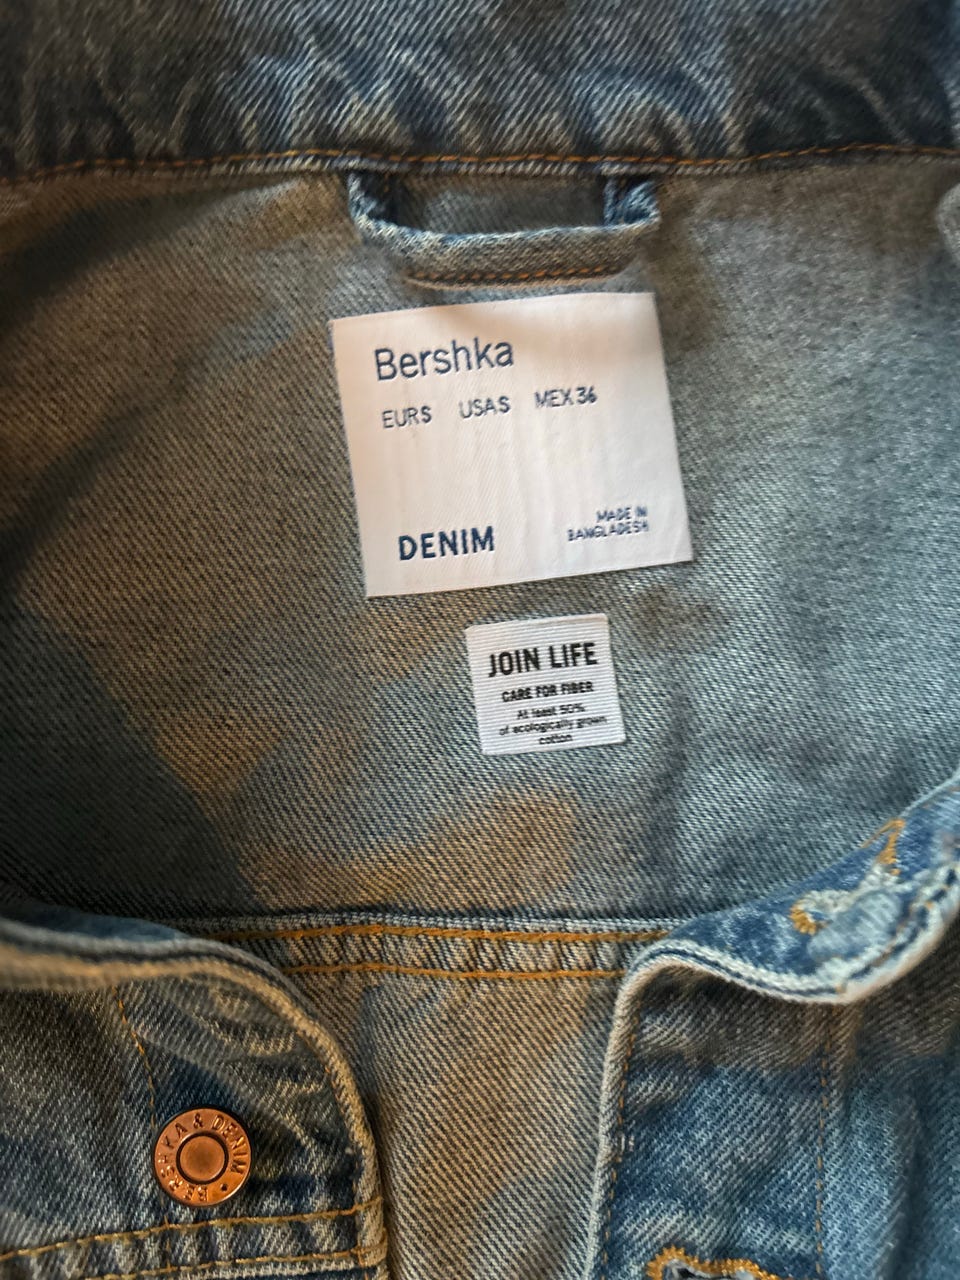 Bershka
EUR S USA S MEX 36
DENIM
MADE IN
BANGLADESH
JOIN LIFE
CARE FOR FIBER
At least 50%
of ecologically grown
cotton
BERSHKA & DENIM •